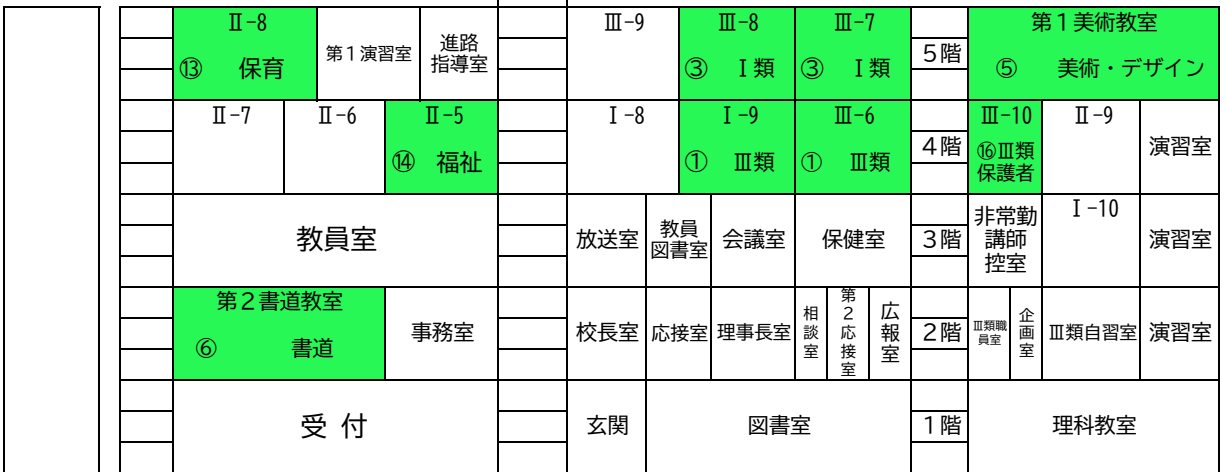 Ⅱ-8
⑬ 保育
第1演習室
進路
指導室
Ⅲ-9
Ⅲ-8
③ Ⅰ類
Ⅲ-7
③ Ⅰ類
5階
第1美術教室
⑤ 美術・デザイン
Ⅱ-7
Ⅱ-6
Ⅱ-5
⑭ 福祉
Ⅰ-8
Ⅰ-9
① Ⅲ類
Ⅲ-6
① Ⅲ類
4階
Ⅲ-10
⑯Ⅲ類
保護者
Ⅱ-9
演習室
教員室
放送室
教員
図書室
会議室
保健室
3階
非常勤
講師
控室
Ⅰ-10
演習室
第2書道教室
⑥ 書道
事務室
校長室
応接室
理事長室
相談室
第2応接室
広報室
2階
Ⅲ類職
員室
企画室
Ⅲ類自習室
演習室
受 付
玄関
図書室
1階
理科教室